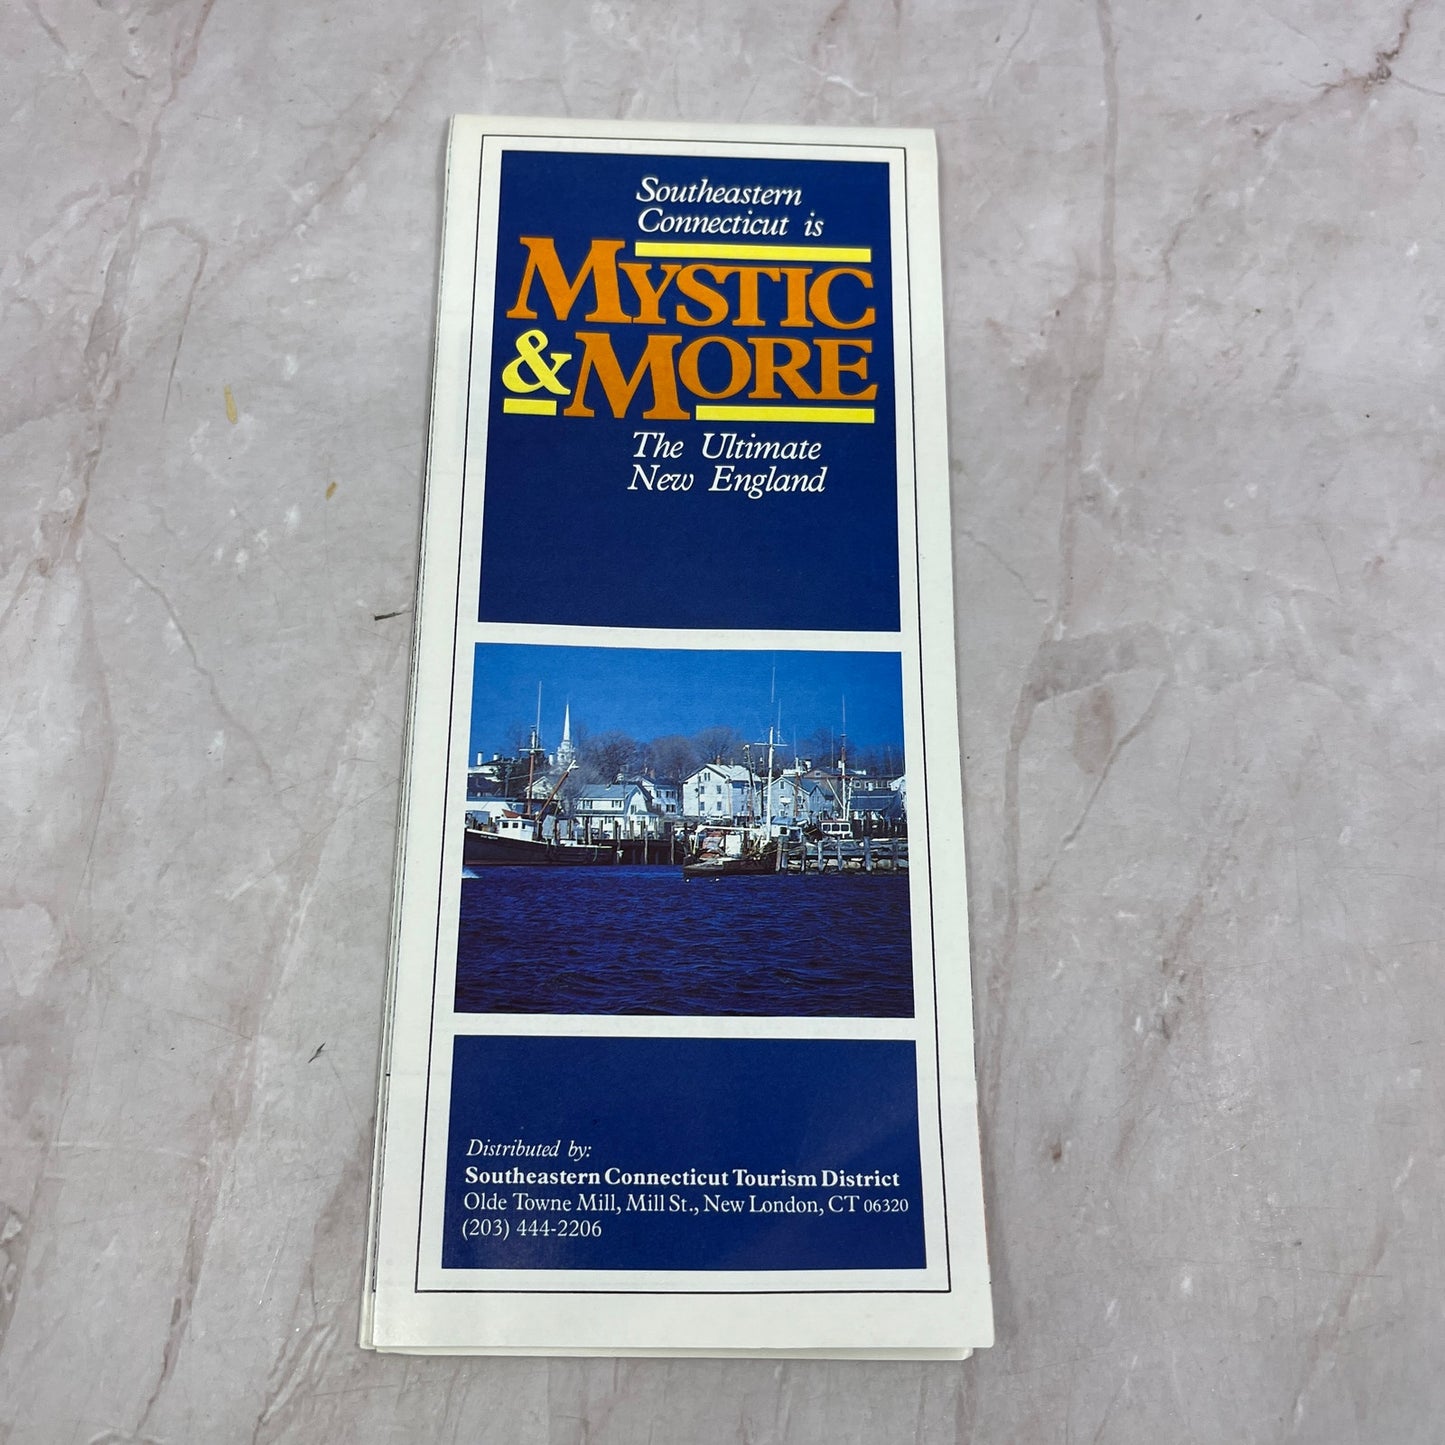 Southeastern
Connecticut is
MYSTIC
& MORE
The Ultimate
New England
Distributed by:
Southeastern Connecticut Tourism District
Olde Towne Mill, Mill St., New London, CT 06320
(203) 444-2206